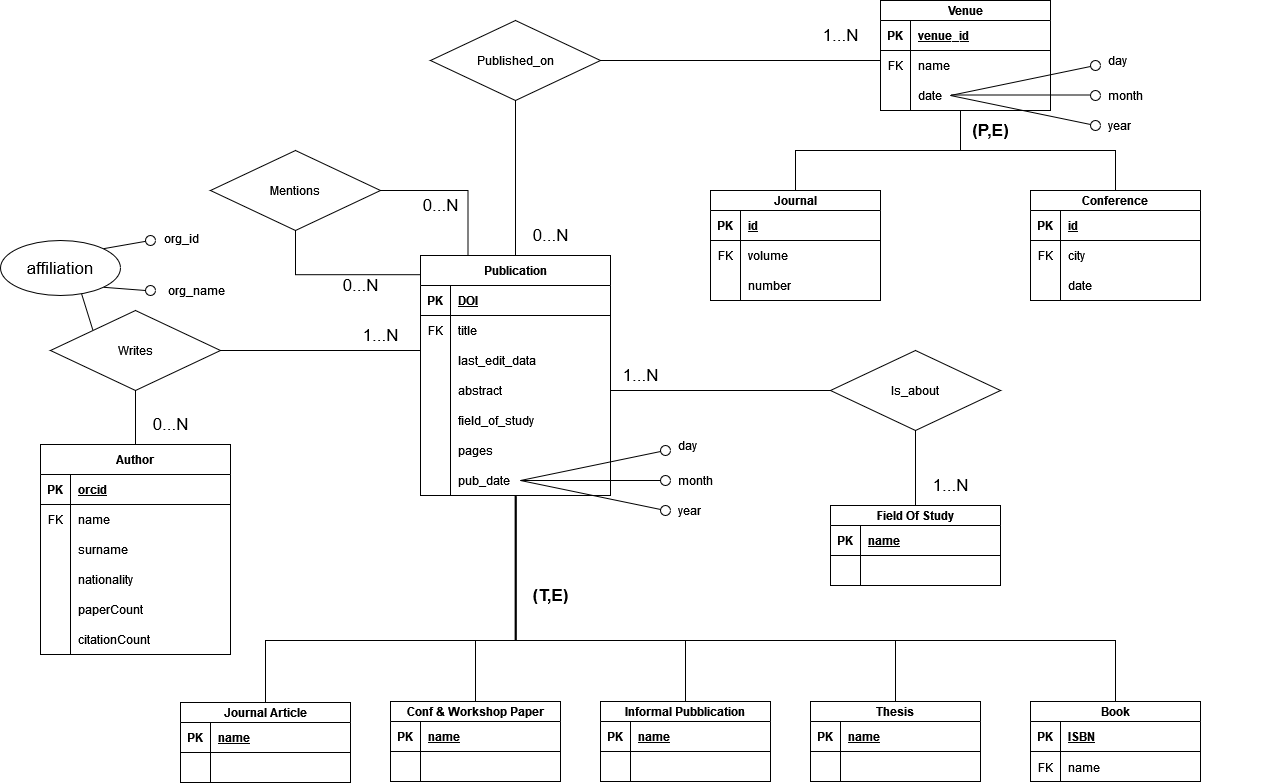 Venue
PK venue_id
FK name
date
day
month
year
1...N
Published_on
(P,E)
Mentions
0...N
0...N
0...N
Journal
PK id
FK volume
number
Conference
PK id
FK city
date
org_id
affiliation
org_name
Publication
PK DOI
FK title
last_edit_data
abstract
field_of_study
pages
pub_date
day
month
year
1...N
Writes
0...N
1...N
Is_about
1...N
Author
PK orcid
FK name
surname
nationality
paperCount
citationCount
Field Of Study
PK name
(T,E)
Journal Article
PK name
Conf & Workshop Paper
PK name
Informal Pubblication
PK name
Thesis
PK name
Book
PK ISBN
FK name